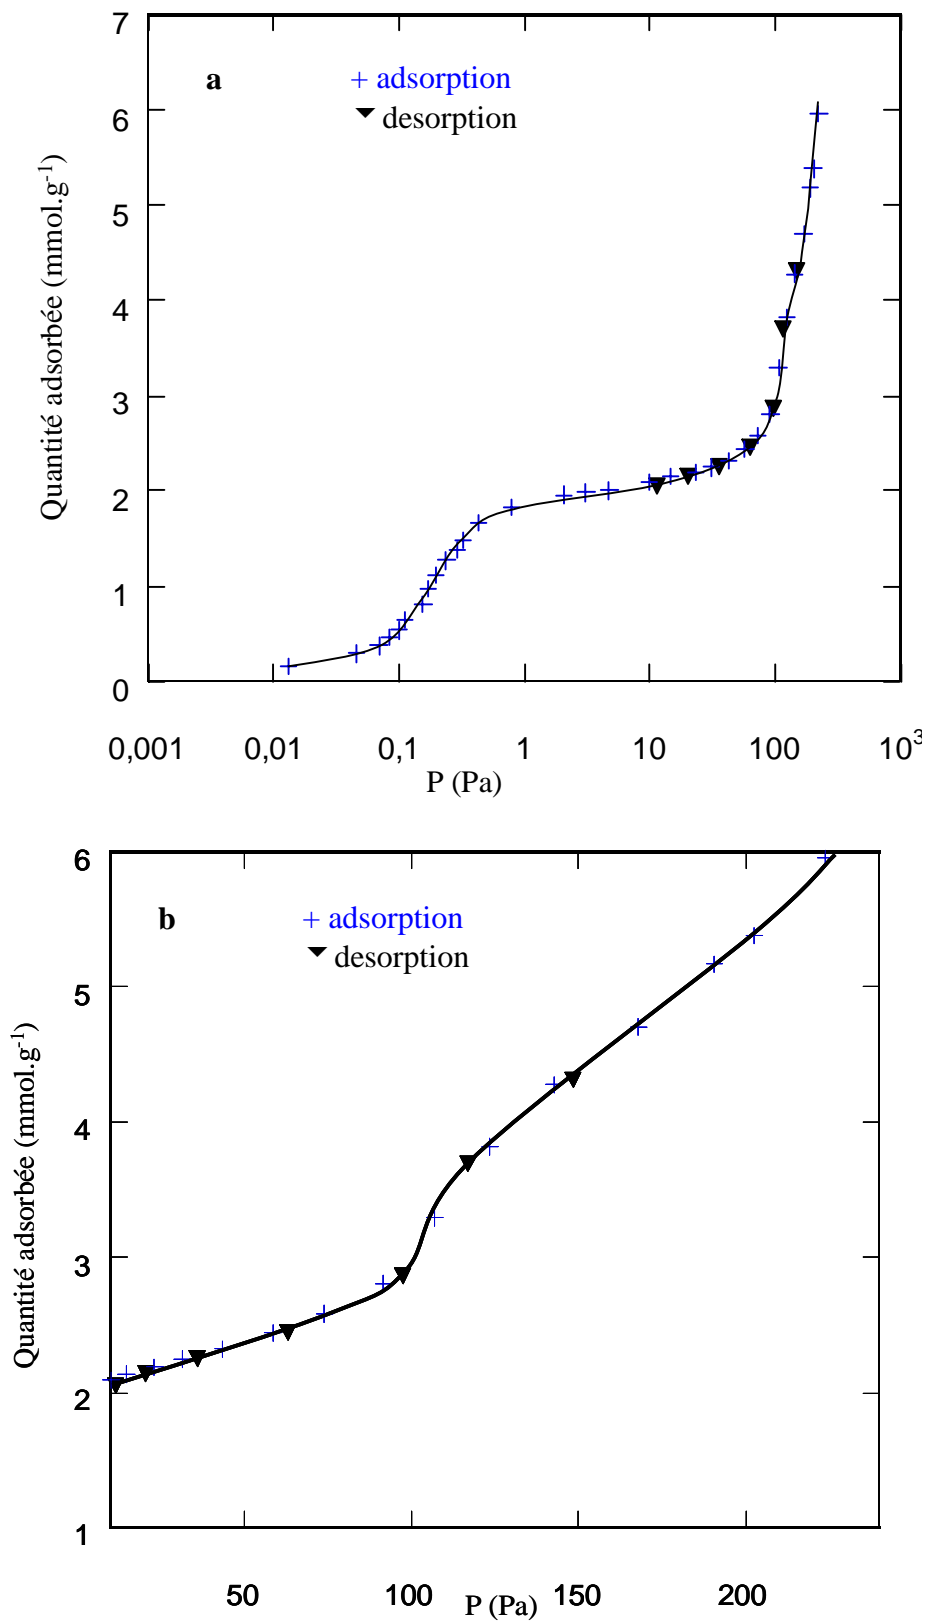 7
a
+ adsorption
▼ desorption
6
5
4
3
2
1
0
Quantité adsorbée (mmol.g-1)
0,001 0,01 0,1 1 10 100 10³
P (Pa)
6
b
+ adsorption
▼ desorption
5
4
3
2
1
Quantité adsorbée (mmol.g-1)
50 100 150 200
P (Pa)